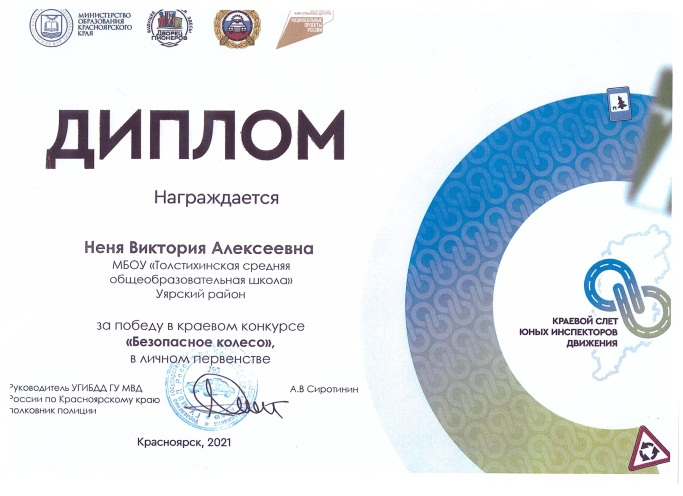 МИНИСТЕРСТВО
ОБРАЗОВАНИЯ
КРАСНОЯРСКОГО
КРАЯ
ДВОРЕЦ
ПИОНЕРОВ
НАЦИОНАЛЬНЫЕ
ПРОЕКТЫ
РОССИИ
ДИПЛОМ
Награждается
Неня Виктория Алексеевна
МБОУ «Толстихинская средняя
общеобразовательная школа»
Уярский район
за победу в краевом конкурсе
«Безопасное колесо»,
в личном первенстве
Руководитель УГИБДД ГУ МВД
России по Красноярскому краю
полковник полиции
А.В Сиротинин
Красноярск, 2021
КРАЕВОЙ СЛЕТ
ЮНЫХ ИНСПЕКТОРОВ
ДВИЖЕНИЯ